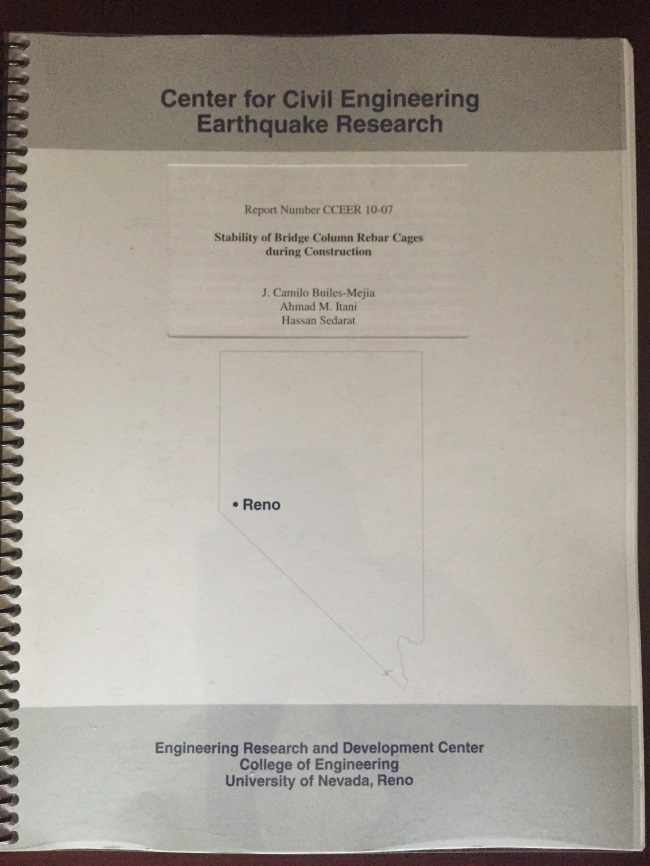 Center for Civil Engineering
Earthquake Research
Report Number CCEER 10-07
Stability of Bridge Column Rebar Cages
during Construction
J. Camilo Builes-Mejia
Ahmad M. Itani
Hassan Sedarat
• Reno
Engineering Research and Development Center
College of Engineering
University of Nevada, Reno